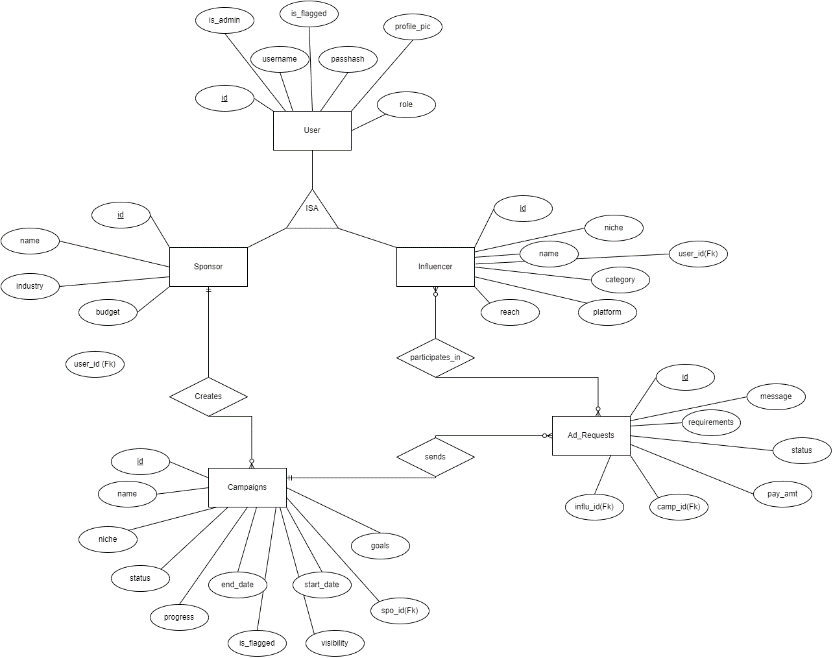 is_admin
is_flagged
profile_pic
username
passhash
id
role
User
ISA
id
name
Sponsor
industry
budget
user_id (Fk)
id
niche
name
user_id(Fk)
Influencer
category
reach
platform
participates_in
Creates
id
message
requirements
Ad_Requests
status
pay_amt
influ_id(Fk)
camp_id(Fk)
sends
id
name
Campaigns
niche
goals
status
end_date
start_date
progress
spo_id(Fk)
is_flagged
visibility